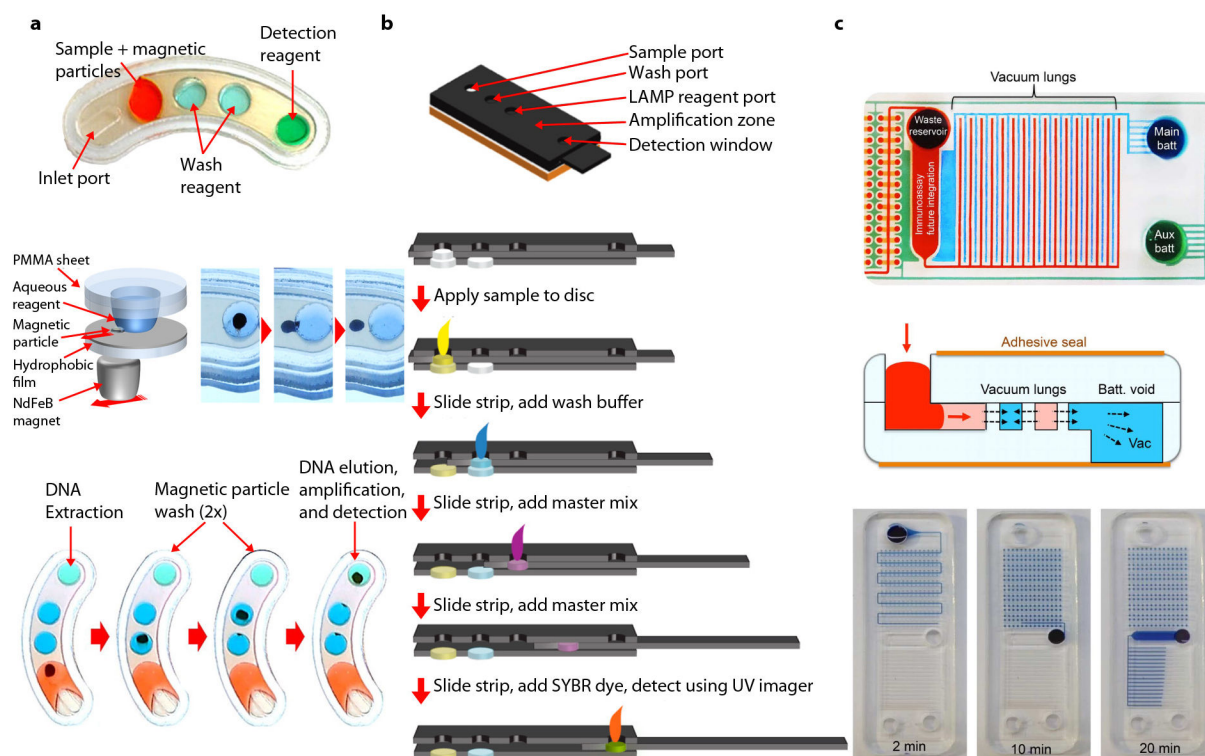 a
Sample + magnetic
particles
Detection
reagent
Inlet port
Wash
reagent
PMMA sheet
Aqueous
reagent
Magnetic
particle
Hydrophobic
film
NdFeB
magnet
DNA
Extraction
Magnetic particle
wash (2x)
DNA elution,
amplification,
and detection
b
Sample port
Wash port
LAMP reagent port
Amplification zone
Detection window
Apply sample to disc
Slide strip, add wash buffer
Slide strip, add master mix
Slide strip, add master mix
Slide strip, add SYBR dye, detect using UV imager
c
Vacuum lungs
Waste
reservoir
Immunoassay
future integration
Main
batt
Aux
batt
Adhesive seal
Vacuum lungs
Batt. void
Vac
2 min
10 min
20 min